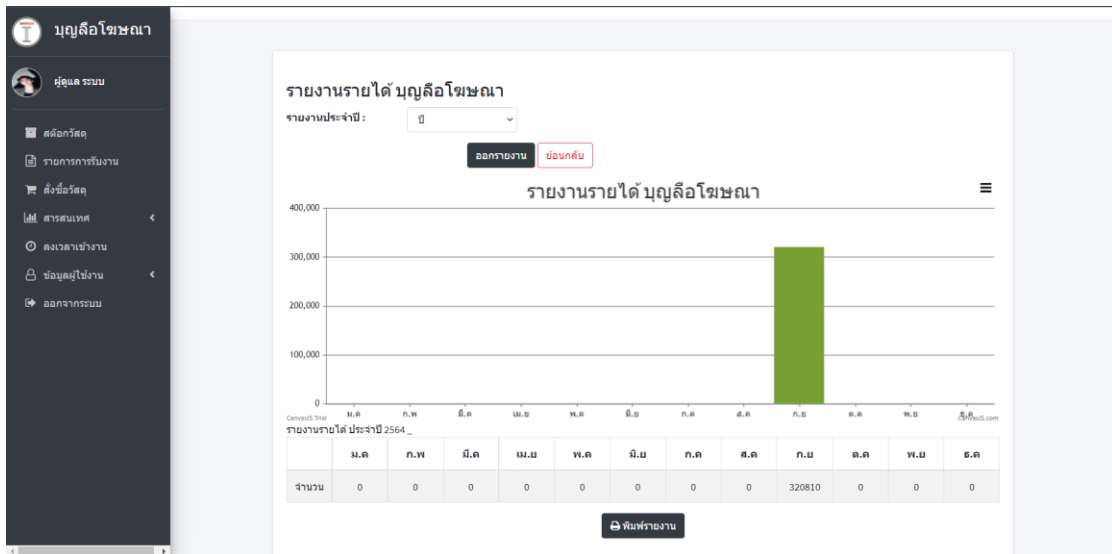 บุญลือโฆษณา
ผู้ดูแล ระบบ
สต๊อกวัสดุ
รายการการรับงาน
สั่งซื้อวัสดุ
สารสนเทศ
ลงเวลาเข้างาน
ข้อมูลผู้ใช้งาน
ออกจากระบบ
รายงานรายได้ บุญลือโฆษณา
รายงานประจำปี : ปี
ออกรายงาน ย้อนกลับ
รายงานรายได้ บุญลือโฆษณา
400,000
300,000
200,000
100,000
0
ม.ค ก.พ มี.ค เม.ย พ.ค มิ.ย ก.ค ส.ค ก.ย ต.ค พ.ย ธ.ค
CanvasJS Trial CanvasJS.com
รายงานรายได้ ประจำปี 2564 _
ม.ค ก.พ มี.ค เม.ย พ.ค มิ.ย ก.ค ส.ค ก.ย ต.ค พ.ย ธ.ค
จำนวน 0 0 0 0 0 0 0 0 320810 0 0 0
พิมพ์รายงาน